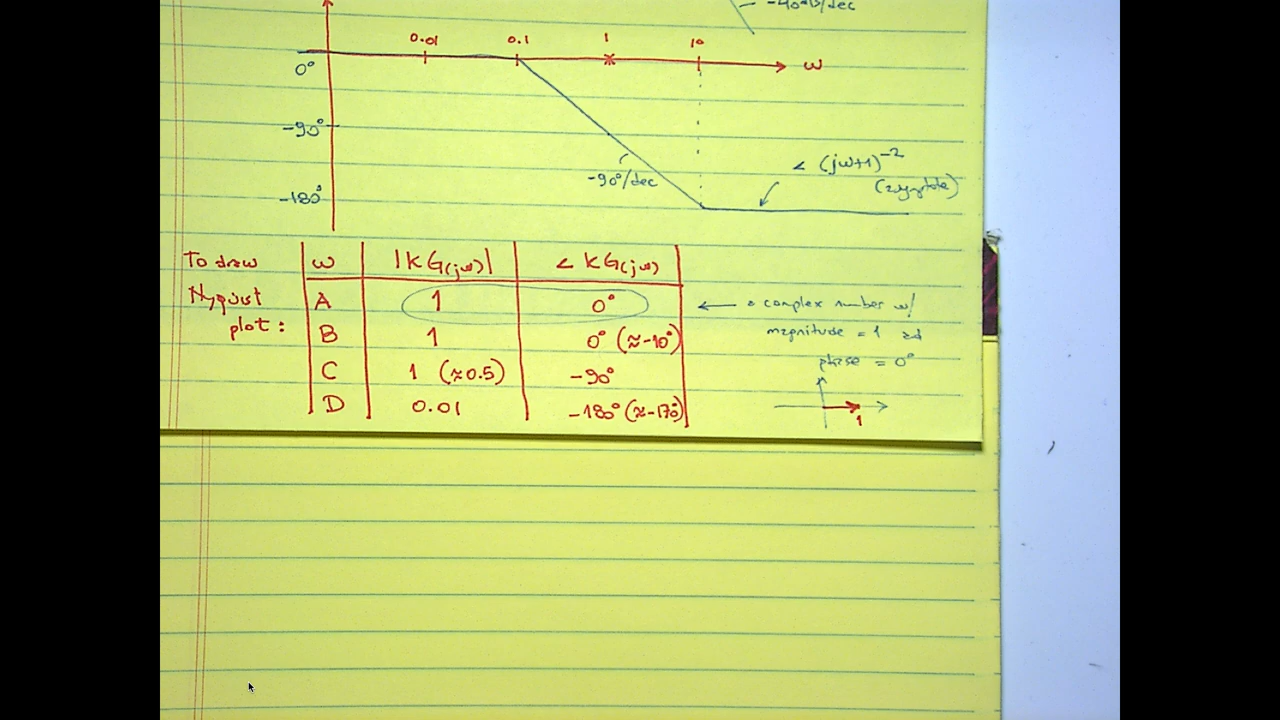 -40dB/dec
0.01 0.1 1 10 ω
0°
-90°
-180°
-90°/dec
∠ (jω+1)⁻²
(asymptote)
To draw
Nyquist
plot :
ω |KG(jω)| ∠ KG(jω)
A 1 0°
B 1 0° (≈-10°)
C 1 (≈0.5) -90°
D 0.01 -180° (≈-170°)
← a complex number w/
magnitude = 1 and
phase = 0°
1